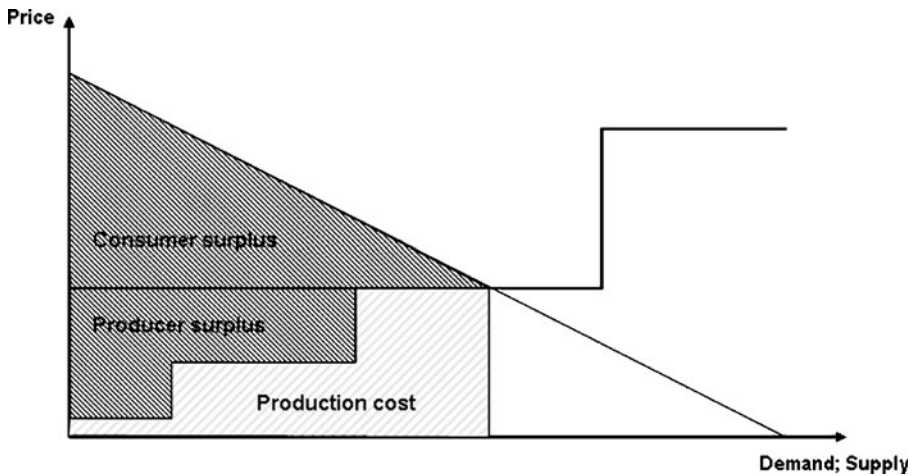 Price
Consumer surplus
Producer surplus
Production cost
Demand; Supply